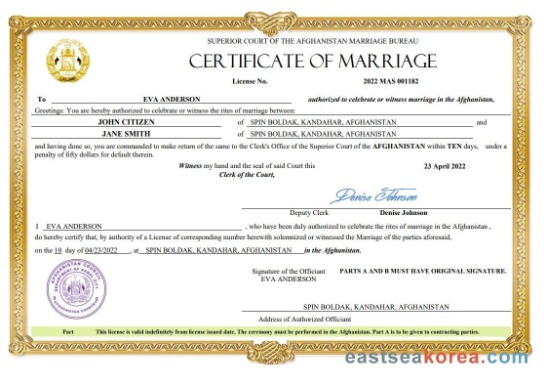 SUPERIOR COURT OF THE AFGHANISTAN MARRIAGE BUREAU
CERTIFICATE OF MARRIAGE
License No. 2022 MAS 001182
To EVA ANDERSON authorized to celebrate or witness marriage in the Afghanistan,
Greetings: You are hereby authorized to celebrate or witness the rites of marriage between:
JOHN CITIZEN of SPIN BOLDAK, KANDAHAR, AFGHANISTAN and
JANE SMITH of SPIN BOLDAK, KANDAHAR, AFGHANISTAN
and having done so, you are commanded to make return of the same to the Clerk's Office of the Superior Court of the AFGHANISTAN within TEN days, under a
penalty of fifty dollars for default therein.
Witness my hand and the seal of said Court this 23 April 2022
Clerk of the Court,
Denise Johnson
Deputy Clerk Denise Johnson
I EVA ANDERSON , who have been duly authorized to celebrate the rites of marriage in the Afghanistan ,
do hereby certify that, by authority of a License of corresponding number herewith solemnized or witnessed the Marriage of the parties aforesaid,
on the 10 day of 04/23/2022 , at SPIN BOLDAK, KANDAHAR, AFGHANISTAN in the Afghanistan.
Signature of the Officiant PARTS A AND B MUST HAVE ORIGINAL SIGNATURE.
EVA ANDERSON
SPIN BOLDAK, KANDAHAR, AFGHANISTAN
Address of Authorized Officiant
Part This license is valid indefinitely from license issued date. The ceremony must be performed in the Afghanistan. Part A is to be given to contracting parties.
eastseakorea.com